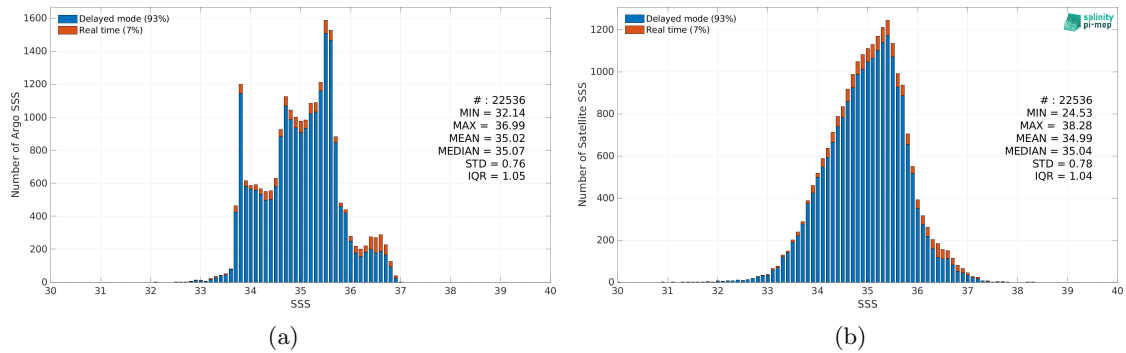 Delayed mode (93%)
Real time (7%)
Number of Argo SSS
1600
1400
1200
1000
800
600
400
200
0
# : 22536
MIN = 32.14
MAX = 36.99
MEAN = 35.02
MEDIAN = 35.07
STD = 0.76
IQR = 1.05
30 31 32 33 34 35 36 37 38 39 40
SSS
(a)
Delayed mode (93%)
Real time (7%)
salinity
pi-mep
Number of Satellite SSS
1200
1000
800
600
400
200
0
# : 22536
MIN = 24.53
MAX = 38.28
MEAN = 34.99
MEDIAN = 35.04
STD = 0.78
IQR = 1.04
30 31 32 33 34 35 36 37 38 39 40
SSS
(b)